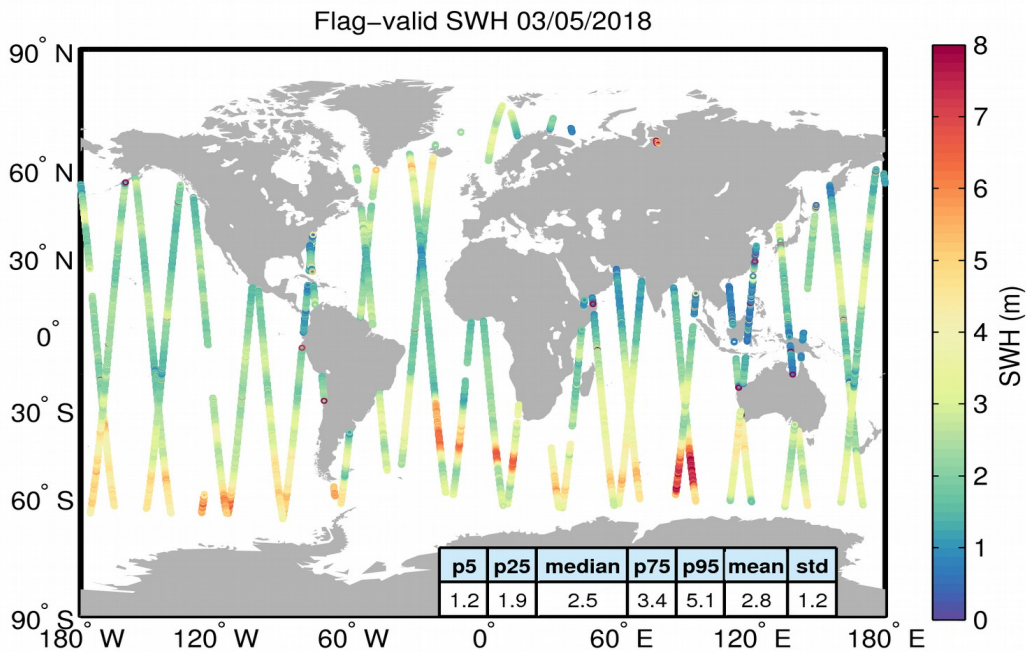 Flag−valid SWH 03/05/2018
90° N
60° N
30° N
0°
30° S
60° S
90° S
180° W
120° W
60° W
0°
60° E
120° E
180° E
8
7
6
5
4
3
2
1
0
SWH (m)
p5 p25 median p75 p95 mean std
1.2 1.9 2.5 3.4 5.1 2.8 1.2